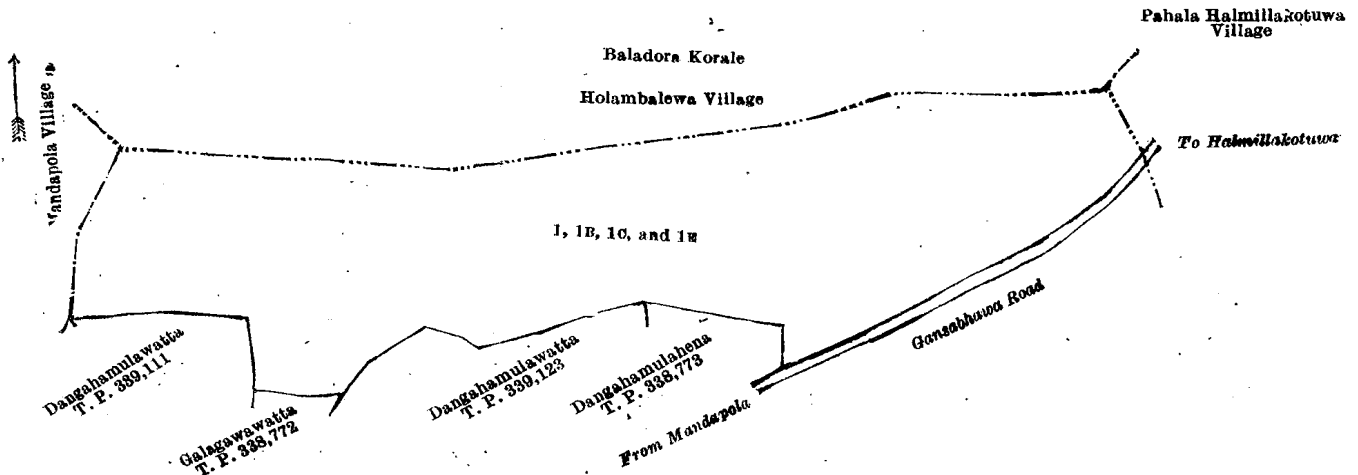 Pahala Halmillakotuwa
Village
Baladora Korale
Holambalewa Village
Mandapola Village
To Halmillakotuwa
1, 1B, 1C, and 1E
Gansabhawa Road
Dangahamulawatta
T. P. 339,111
Galagawawatta
T. P. 338,772
Dangahamulawatta
T. P. 339,123
Dangahamulahena
T. P. 338,773
From Mandapola